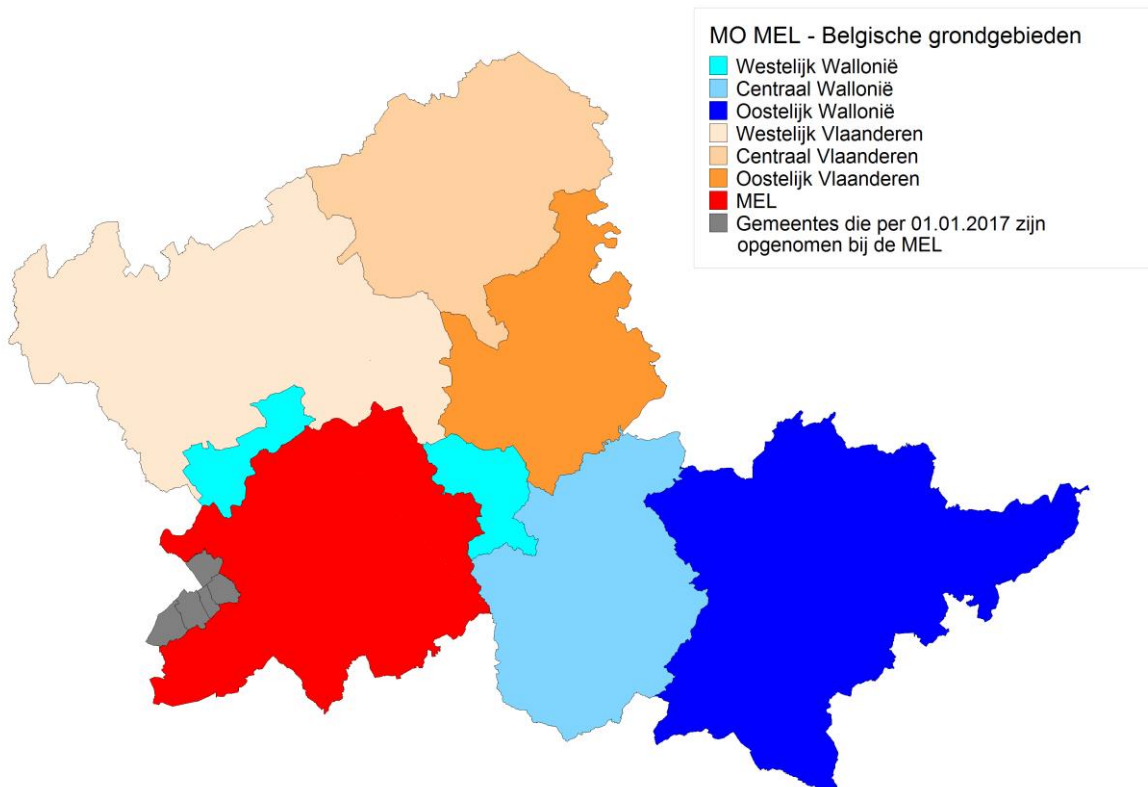 MO MEL - Belgische grondgebieden
Westelijk Wallonië
Centraal Wallonië
Oostelijk Wallonië
Westelijk Vlaanderen
Centraal Vlaanderen
Oostelijk Vlaanderen
MEL
Gemeentes die per 01.01.2017 zijn
opgenomen bij de MEL